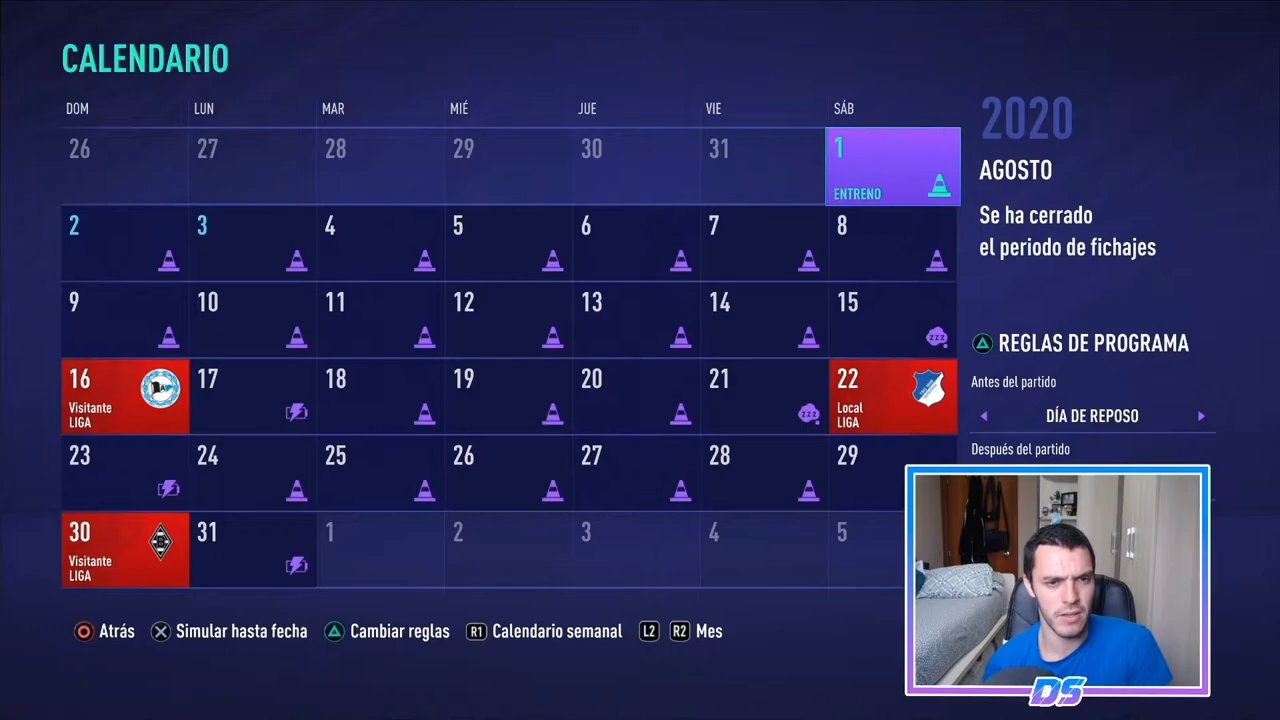 CALENDARIO
DOM LUN MAR MIÉ JUE VIE SÁB
26 27 28 29 30 31 1
ENTRENO
2 3 4 5 6 7 8
9 10 11 12 13 14 15
zzz
16 17 18 19 20 21 22
Visitante
LIGA
zzz
Local
LIGA
23 24 25 26 27 28 29
30 31 1 2 3 4 5
Visitante
LIGA
2020
AGOSTO
Se ha cerrado
el periodo de fichajes
REGLAS DE PROGRAMA
Antes del partido
DÍA DE REPOSO
Después del partido
Atrás Simular hasta fecha Cambiar reglas R1 Calendario semanal L2 R2 Mes
DS